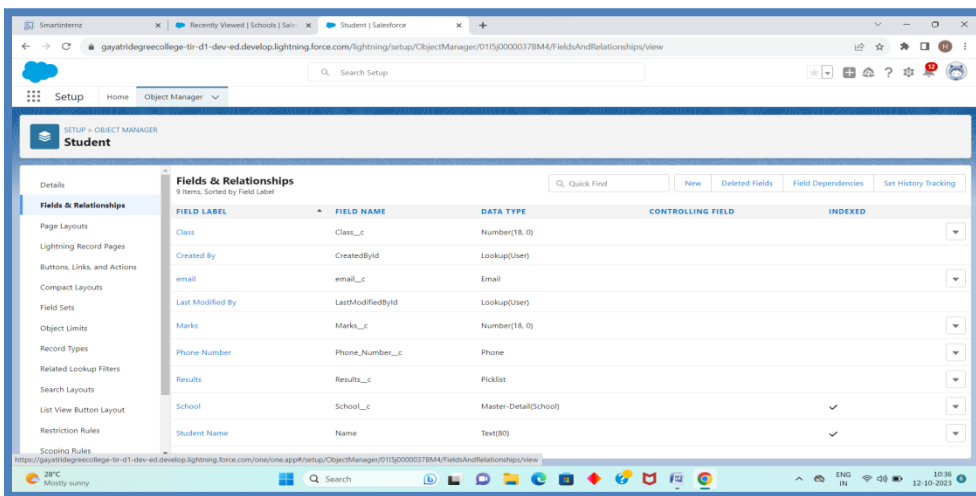 Smartinternz
Recently Viewed | Schools | Sale
Student | Salesforce
gayatridegreecollege-tir-d1-dev-ed.develop.lightning.force.com/lightning/setup/ObjectManager/01I5j0000037BM4/FieldsAndRelationships/view
H
Search Setup
12
Setup Home Object Manager
SETUP > OBJECT MANAGER
Student
Details
Fields & Relationships
Page Layouts
Lightning Record Pages
Buttons, Links, and Actions
Compact Layouts
Field Sets
Object Limits
Record Types
Related Lookup Filters
Search Layouts
List View Button Layout
Restriction Rules
Scoping Rules
Fields & Relationships
9 Items, Sorted by Field Label
Quick Find New Deleted Fields Field Dependencies Set History Tracking
FIELD LABEL FIELD NAME DATA TYPE CONTROLLING FIELD INDEXED
Class Class__c Number(18, 0)
Created By CreatedById Lookup(User)
email email__c Email
Last Modified By LastModifiedById Lookup(User)
Marks Marks__c Number(18, 0)
Phone Number Phone_Number__c Phone
Results Results__c Picklist
School School__c Master-Detail(School)
Student Name Name Text(80)
https://gayatridegreecollege-tir-d1-dev-ed.develop.lightning.force.com/one/one.app#/setup/ObjectManager/01I5j0000037BM4/FieldsAndRelationships/view
28°C
Mostly sunny
Search
ENG
IN
10:36
12-10-2023